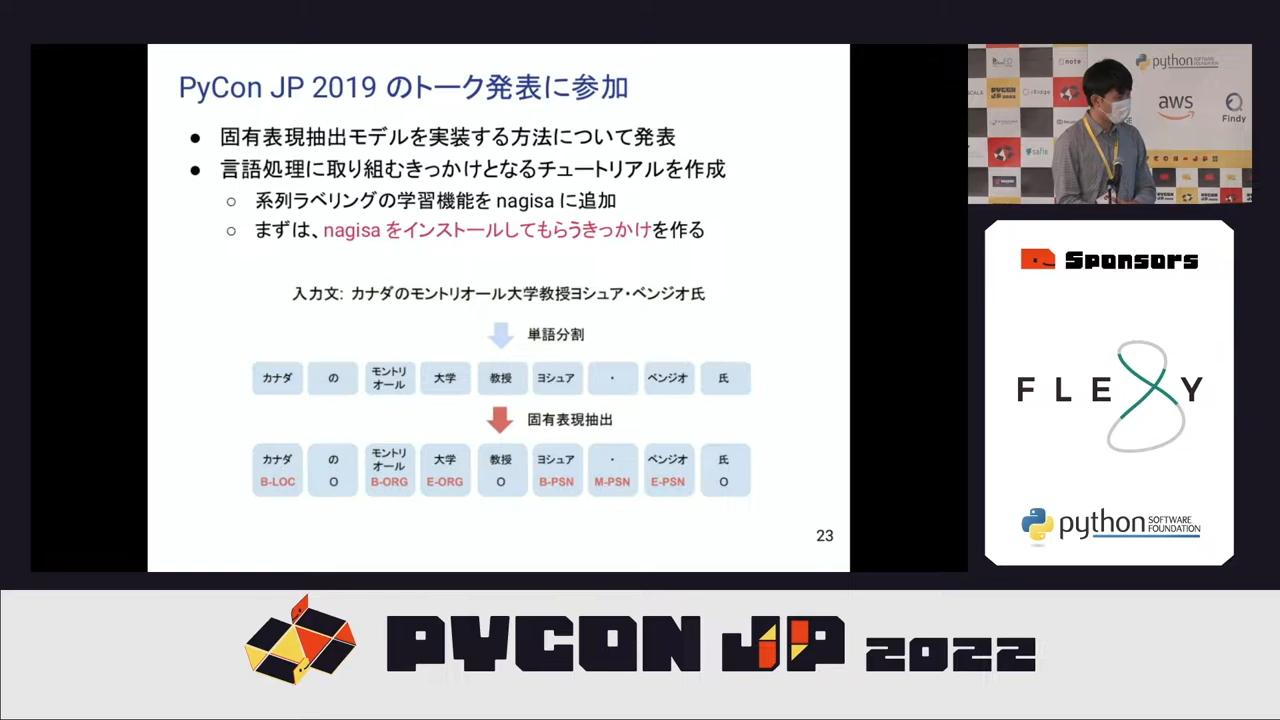 PyCon JP 2019 のトーク発表に参加
● 固有表現抽出モデルを実装する方法について発表
● 言語処理に取り組むきっかけとなるチュートリアルを作成
○ 系列ラベリングの学習機能を nagisa に追加
○ まずは、nagisa をインストールしてもらうきっかけを作る
入力文: カナダのモントリオール大学教授ヨシュア・ベンジオ氏
単語分割
カナダ の モントリオール 大学 教授 ヨシュア ・ ベンジオ 氏
固有表現抽出
カナダ の モントリオール 大学 教授 ヨシュア ・ ベンジオ 氏
B-LOC O B-ORG E-ORG O B-PSN M-PSN E-PSN O
23
note
python
SOFTWARE FOUNDATION
aws
Findy
safie
Sponsors
FLEXY
python SOFTWARE FOUNDATION
PYCON JP 2022